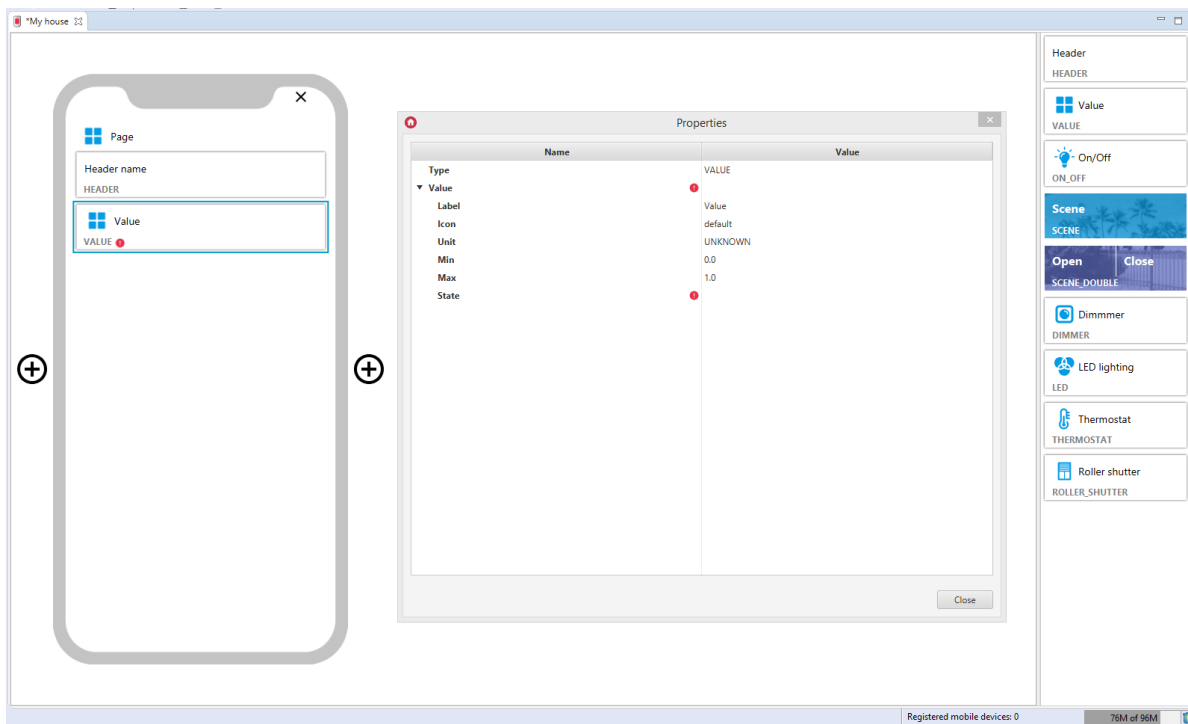 *My house
Page
Header name
HEADER
Value
VALUE
Properties
Name Value
Type VALUE
Value
Label Value
Icon default
Unit UNKNOWN
Min 0.0
Max 1.0
State
Close
Header
HEADER
Value
VALUE
On/Off
ON_OFF
Scene
SCENE
Open Close
SCENE_DOUBLE
Dimmmer
DIMMER
LED lighting
LED
Thermostat
THERMOSTAT
Roller shutter
ROLLER_SHUTTER
Registered mobile devices: 0 76M of 96M